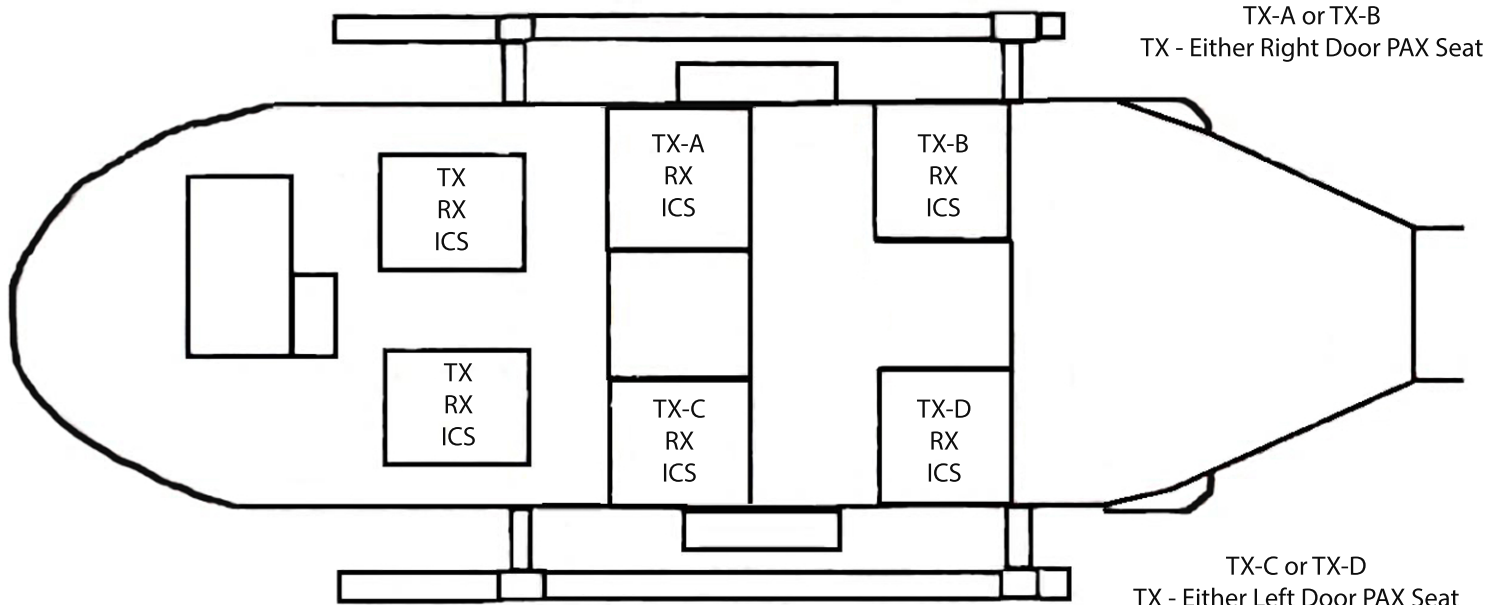 TX-A or TX-B
TX - Either Right Door PAX Seat
TX
RX
ICS
TX-A
RX
ICS
TX-B
RX
ICS
TX
RX
ICS
TX-C
RX
ICS
TX-D
RX
ICS
TX-C or TX-D
TX - Either Left Door PAX Seat